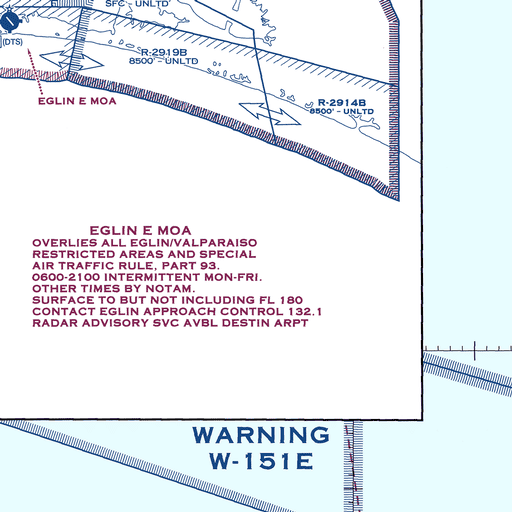 SFC – UNLTD'
(DTS)
R-2919B
8500' – UNLTD
EGLIN E MOA
R-2914B
8500' – UNLTD
EGLIN E MOA
OVERLIES ALL EGLIN/VALPARAISO
RESTRICTED AREAS AND SPECIAL
AIR TRAFFIC RULE, PART 93.
0600-2100 INTERMITTENT MON-FRI.
OTHER TIMES BY NOTAM.
SURFACE TO BUT NOT INCLUDING FL 180
CONTACT EGLIN APPROACH CONTROL 132.1
RADAR ADVISORY SVC AVBL DESTIN ARPT
WARNING
W-151E